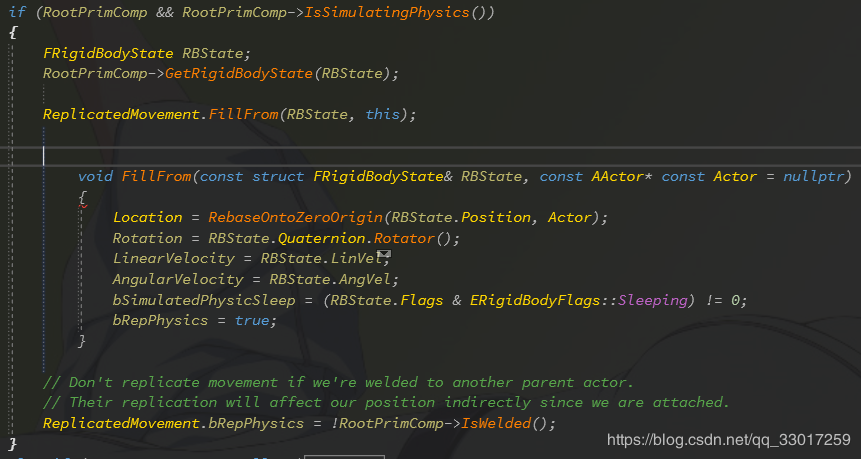 if (RootPrimComp && RootPrimComp->IsSimulatingPhysics())
{
FRigidBodyState RBState;
RootPrimComp->GetRigidBodyState(RBState);
ReplicatedMovement.FillFrom(RBState, this);
void FillFrom(const struct FRigidBodyState& RBState, const AActor* const Actor = nullptr)
{
Location = RebaseOntoZeroOrigin(RBState.Position, Actor);
Rotation = RBState.Quaternion.Rotator();
LinearVelocity = RBState.LinVel;
AngularVelocity = RBState.AngVel;
bSimulatedPhysicSleep = (RBState.Flags & ERigidBodyFlags::Sleeping) != 0;
bRepPhysics = true;
}
// Don't replicate movement if we're welded to another parent actor.
// Their replication will affect our position indirectly since we are attached.
ReplicatedMovement.bRepPhysics = !RootPrimComp->IsWelded();
}
https://blog.csdn.net/qq_33017259